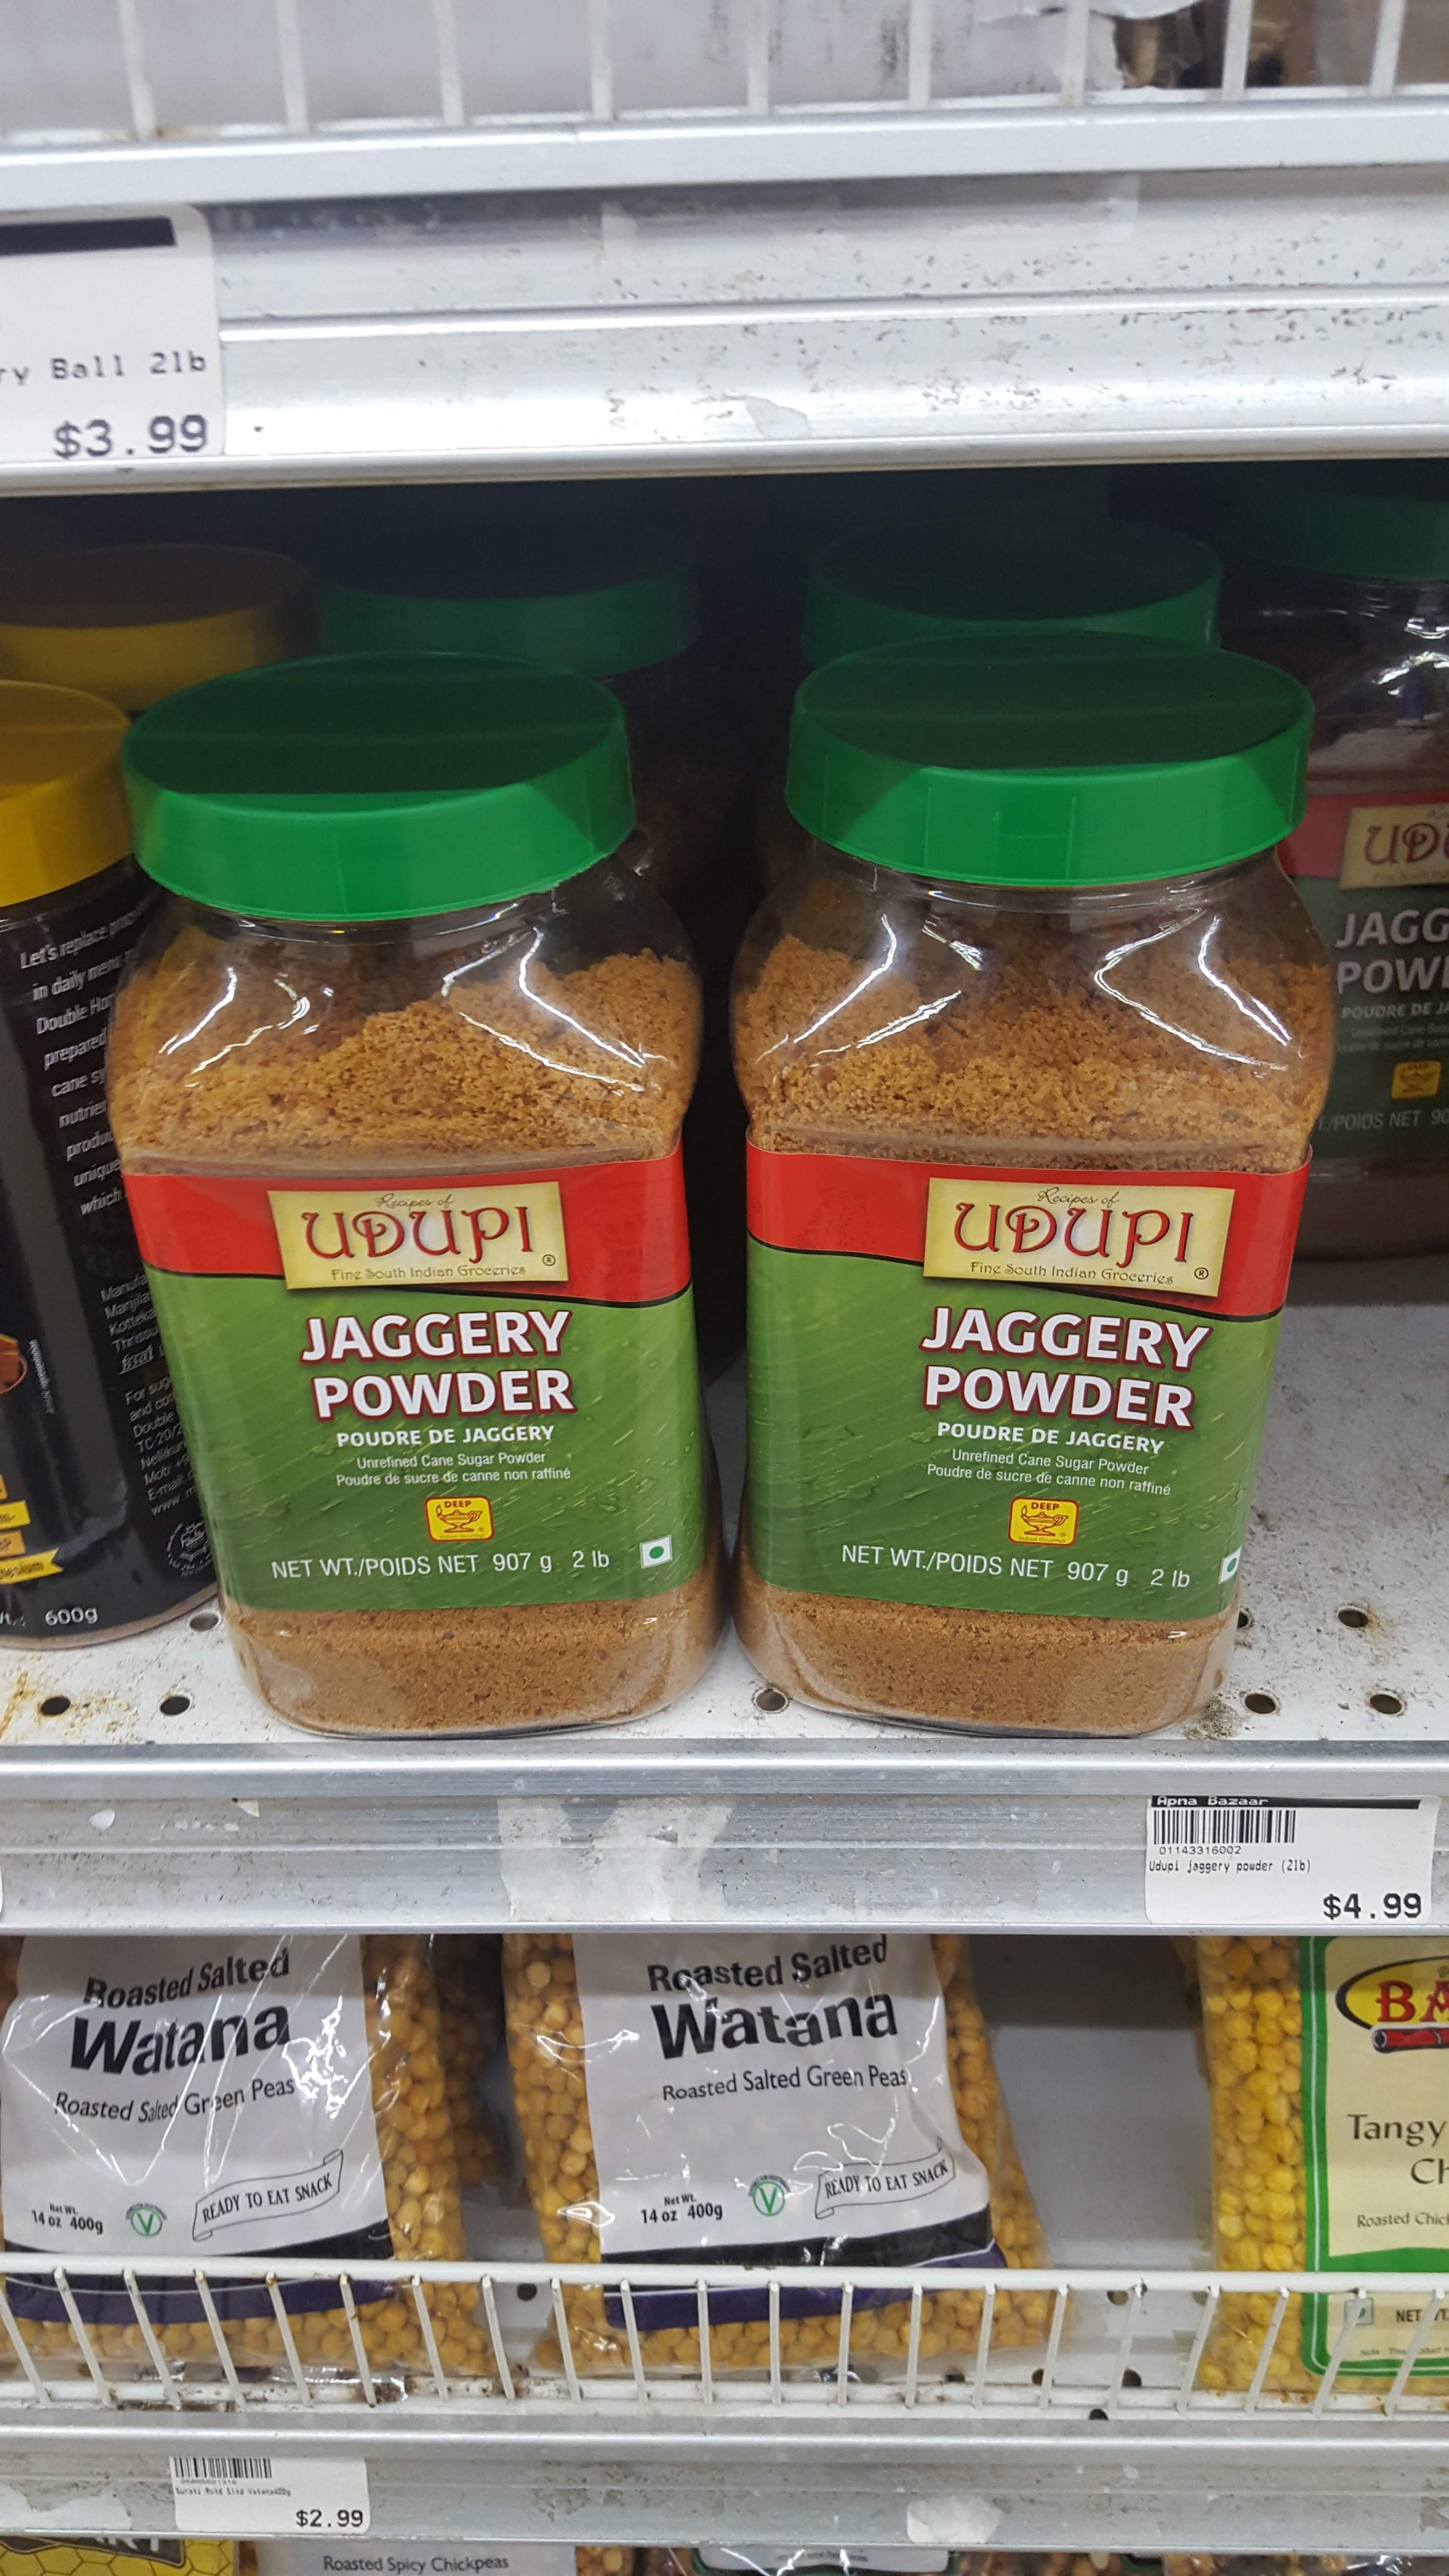 Ball 2lb
$3.99
Let's replace
in daily menu
Double
prepared
cane
which
600g
Recipes of
UDUPI®
Fine South Indian Groceries
JAGGERY
POWDER
POUDRE DE JAGGERY
Unrefined Cane Sugar Powder
Poudre de sucre de canne non raffiné
DEEP
NET WT./POIDS NET 907 g 2 lb
Recipes of
UDUPI®
Fine South Indian Groceries
JAGGERY
POWDER
POUDRE DE JAGGERY
Unrefined Cane Sugar Powder
Poudre de sucre de canne non raffiné
DEEP
NET WT./POIDS NET 907 g 2 lb
POUDRE DE
/POIDS NET
Apna Bazaar
01143316002
Udupi jaggery powder (2lb)
$4.99
Roasted Salted
Watana
Roasted Salted Green Peas
READY TO EAT SNACK
Net Wt.
14 oz 400g
V
Roasted Salted
Watana
Roasted Salted Green Peas
READY TO EAT SNACK
Net Wt.
14 oz 400g
V
Tangy
Roasted
NET
$2.99
Roasted Spicy Chickpeas